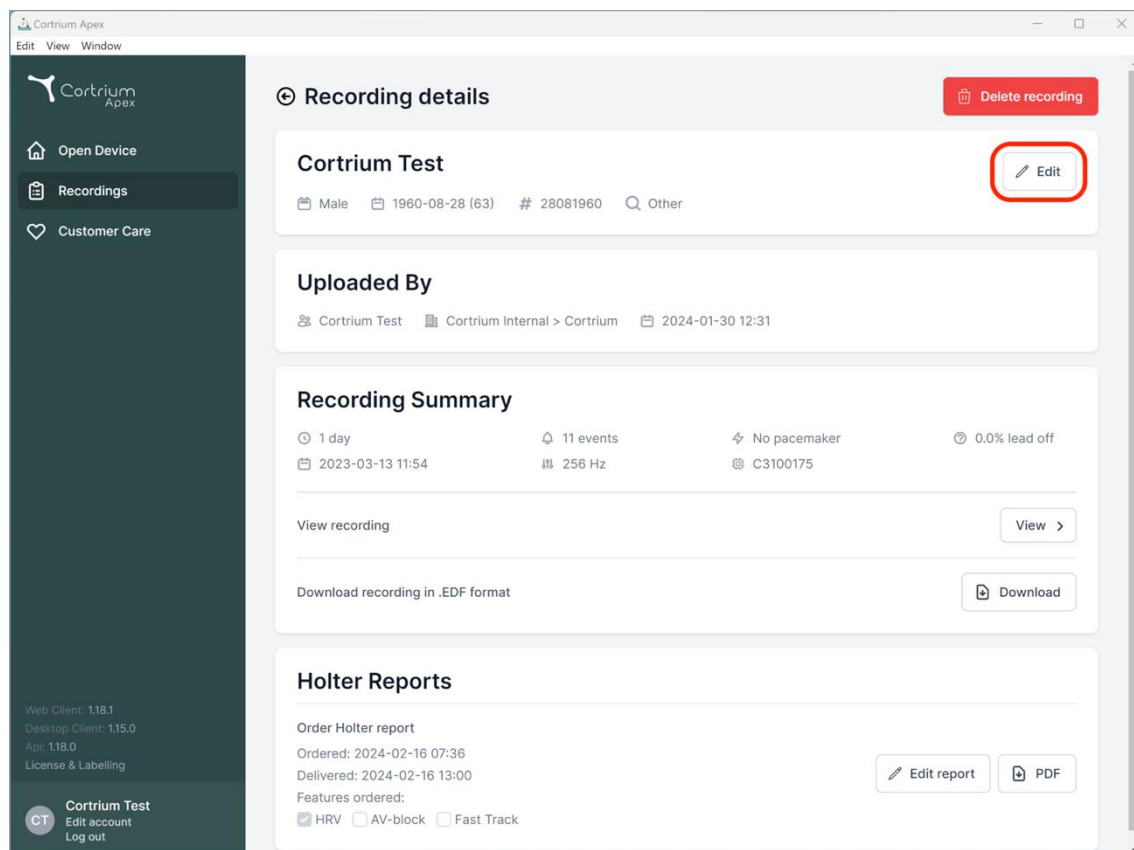 Cortrium Apex
Edit View Window
Cortrium
Apex
Open Device
Recordings
Customer Care
Web Client: 1.18.1
Desktop Client: 1.15.0
Api: 1.18.0
License & Labelling
CT
Cortrium Test
Edit account
Log out
Recording details
Delete recording
Cortrium Test
Edit
Male 1960-08-28 (63) # 28081960 Other
Uploaded By
Cortrium Test Cortrium Internal > Cortrium 2024-01-30 12:31
Recording Summary
1 day 11 events No pacemaker 0.0% lead off
2023-03-13 11:54 256 Hz C3100175
View recording View >
Download recording in .EDF format Download
Holter Reports
Order Holter report
Ordered: 2024-02-16 07:36
Delivered: 2024-02-16 13:00
Edit report PDF
Features ordered:
HRV AV-block Fast Track